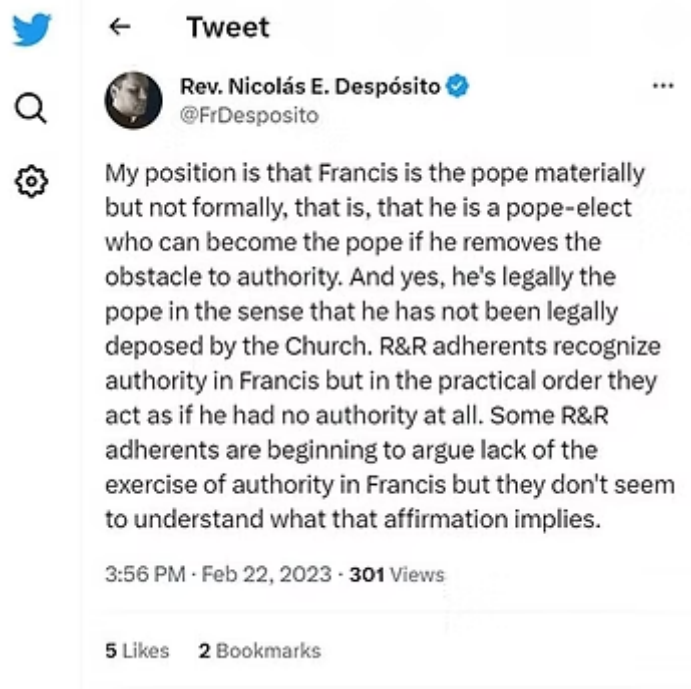 Tweet
Rev. Nicolás E. Despósito
@FrDesposito
My position is that Francis is the pope materially
but not formally, that is, that he is a pope-elect
who can become the pope if he removes the
obstacle to authority. And yes, he's legally the
pope in the sense that he has not been legally
deposed by the Church. R&R adherents recognize
authority in Francis but in the practical order they
act as if he had no authority at all. Some R&R
adherents are beginning to argue lack of the
exercise of authority in Francis but they don't seem
to understand what that affirmation implies.
3:56 PM · Feb 22, 2023 · 301 Views
5 Likes 2 Bookmarks